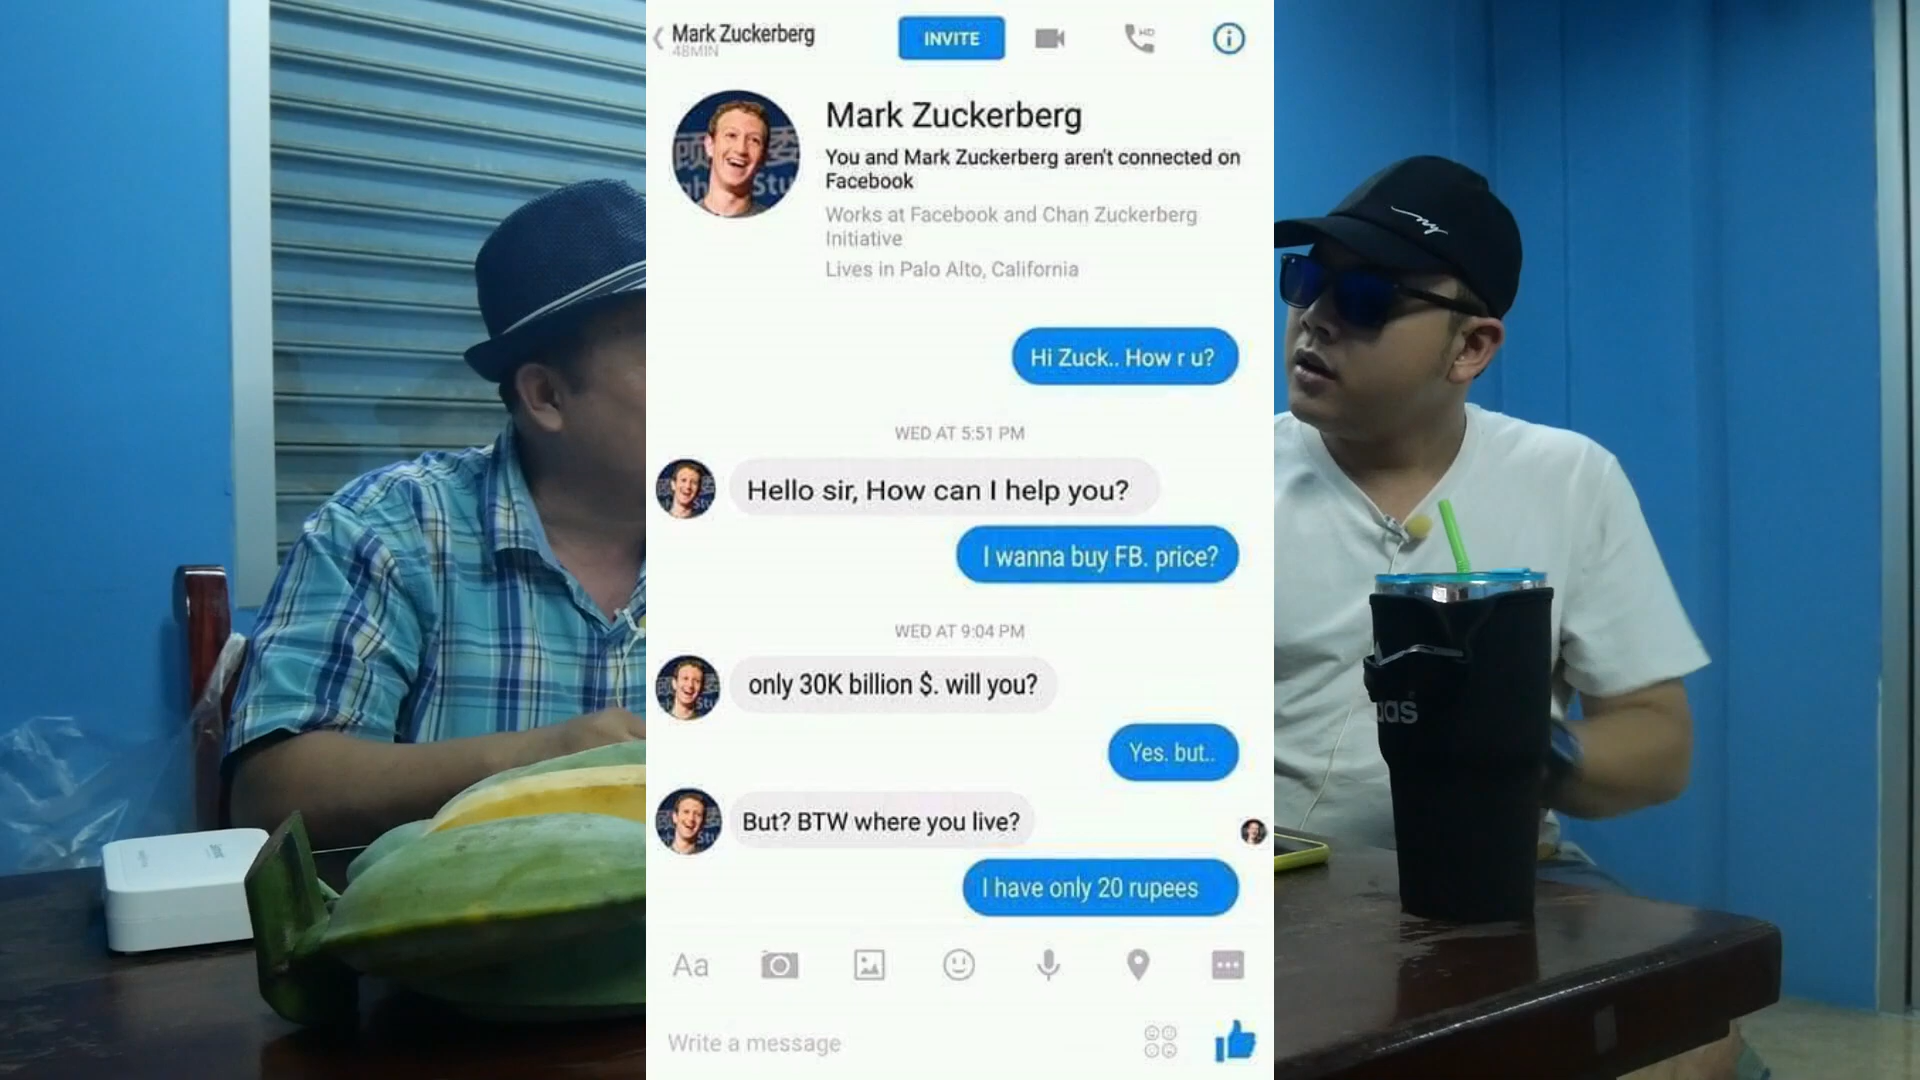 Mark Zuckerberg
48MIN
INVITE
HD
Mark Zuckerberg
You and Mark Zuckerberg aren't connected on
Facebook
Works at Facebook and Chan Zuckerberg
Initiative
Lives in Palo Alto, California
Hi Zuck.. How r u?
WED AT 5:51 PM
Hello sir, How can I help you?
I wanna buy FB. price?
WED AT 9:04 PM
only 30K billion $. will you?
Yes. but..
But? BTW where you live?
I have only 20 rupees
Aa
Write a message